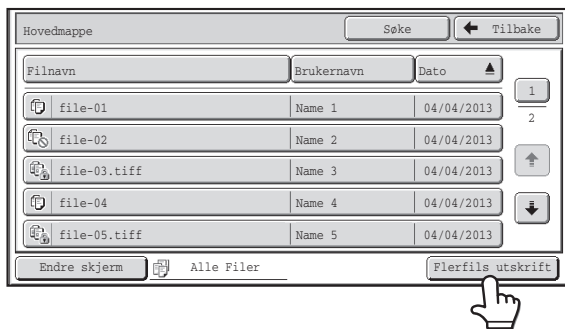 Hovedmappe Søke Tilbake
Filnavn Brukernavn Dato
file-01 Name 1 04/04/2013
1
2
file-02 Name 2 04/04/2013
file-03.tiff Name 3 04/04/2013
file-04 Name 4 04/04/2013
file-05.tiff Name 5 04/04/2013
Endre skjerm Alle Filer Flerfils utskrift